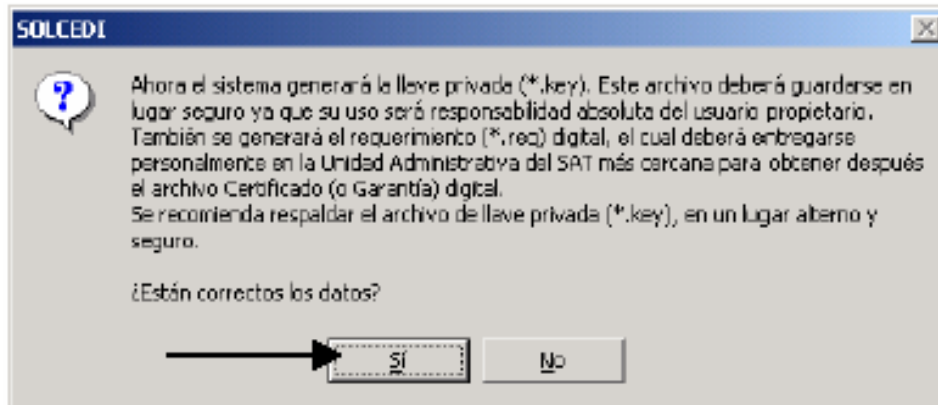 SOLCEDI
Ahora el sistema generará la llave privada (*.key). Este archivo deberá guardarse en
lugar seguro ya que su uso será responsabilidad absoluta del usuario propietario.
También se generará el requerimiento (*.req) digital, el cual deberá entregarse
personalmente en la Unidad Administrativa del SAT más cercana para obtener después
el archivo Certificado (o Garantía) digital.
Se recomienda respaldar el archivo de llave privada (*.key), en un lugar alterno y
seguro.
¿Están correctos los datos?
Sí No